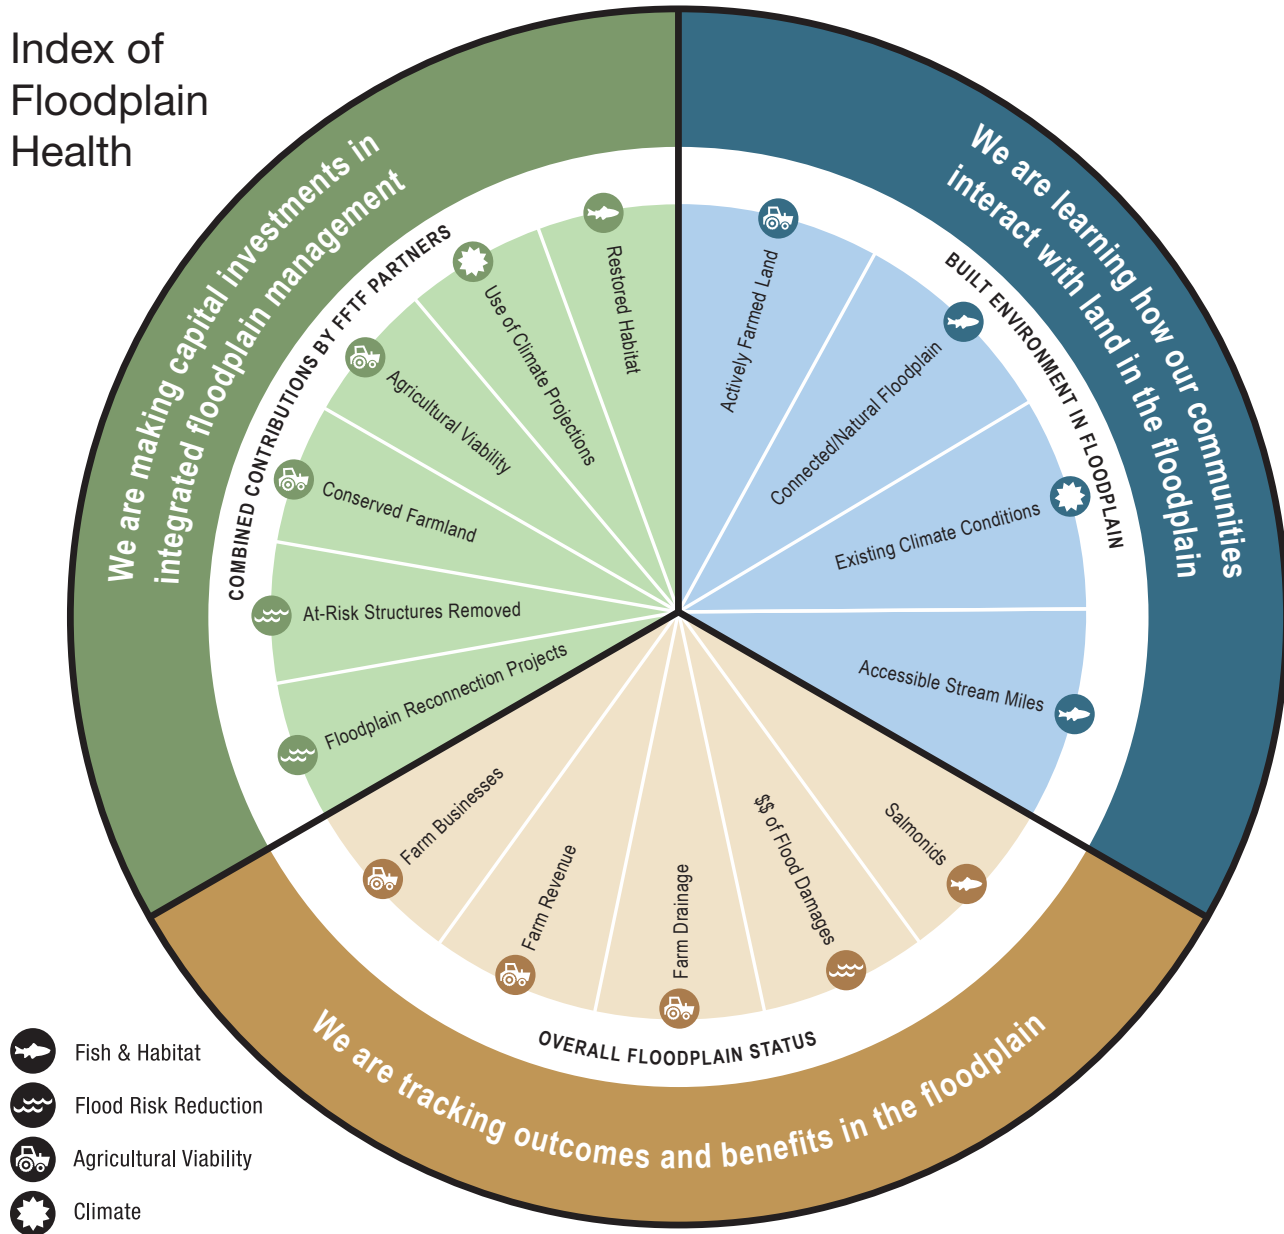 Index of
Floodplain
Health
We are making capital investments in
integrated floodplain management
COMBINED CONTRIBUTIONS BY FFTF PARTNERS
Restored Habitat
Use of Climate Projections
Agricultural Viability
Conserved Farmland
At-Risk Structures Removed
Floodplain Reconnection Projects
We are learning how our communities
interact with land in the floodplain
BUILT ENVIRONMENT IN FLOODPLAIN
Actively Farmed Land
Connected/Natural Floodplain
Existing Climate Conditions
Accessible Stream Miles
Farm Businesses
Farm Revenue
Farm Drainage
$$ of Flood Damages
Salmonids
OVERALL FLOODPLAIN STATUS
We are tracking outcomes and benefits in the floodplain
Fish & Habitat
Flood Risk Reduction
Agricultural Viability
Climate